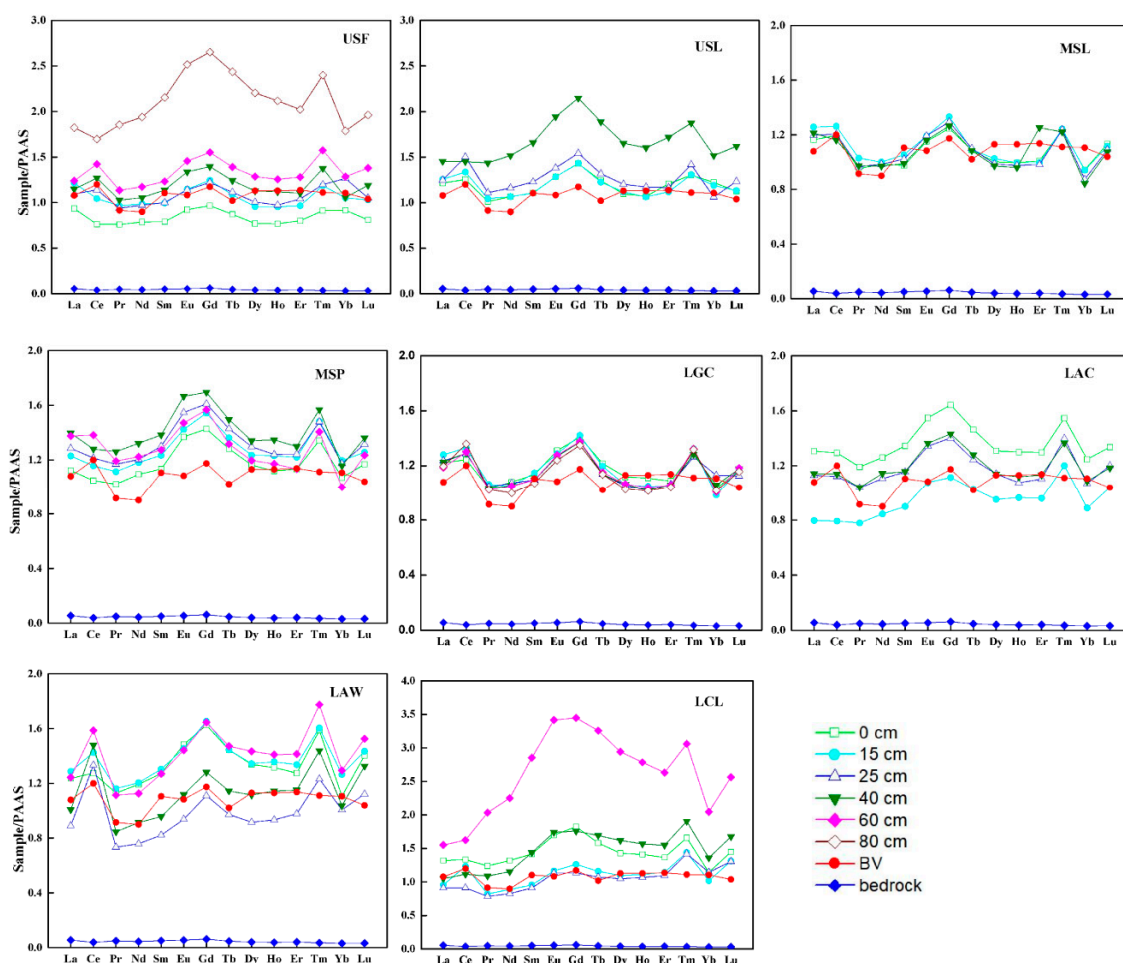 USF
Sample/PAAS
3.0
2.5
2.0
1.5
1.0
0.5
0.0
La Ce Pr Nd Sm Eu Gd Tb Dy Ho Er Tm Yb Lu
USL
3.0
2.5
2.0
1.5
1.0
0.5
0.0
La Ce Pr Nd Sm Eu Gd Tb Dy Ho Er Tm Yb Lu
MSL
2.0
1.6
1.2
0.8
0.4
0.0
La Ce Pr Nd Sm Eu Gd Tb Dy Ho Er Tm Yb Lu
MSP
Sample/PAAS
2.0
1.6
1.2
0.8
0.4
0.0
La Ce Pr Nd Sm Eu Gd Tb Dy Ho Er Tm Yb Lu
LGC
2.0
1.6
1.2
0.8
0.4
0.0
La Ce Pr Nd Sm Eu Gd Tb Dy Ho Er Tm Yb Lu
LAC
2.0
1.6
1.2
0.8
0.4
0.0
La Ce Pr Nd Sm Eu Gd Tb Dy Ho Er Tm Yb Lu
LAW
Sample/PAAS
2.0
1.6
1.2
0.8
0.4
0.0
La Ce Pr Nd Sm Eu Gd Tb Dy Ho Er Tm Yb Lu
LCL
4.0
3.5
3.0
2.5
2.0
1.5
1.0
0.5
0.0
La Ce Pr Nd Sm Eu Gd Tb Dy Ho Er Tm Yb Lu
0 cm
15 cm
25 cm
40 cm
60 cm
80 cm
BV
bedrock